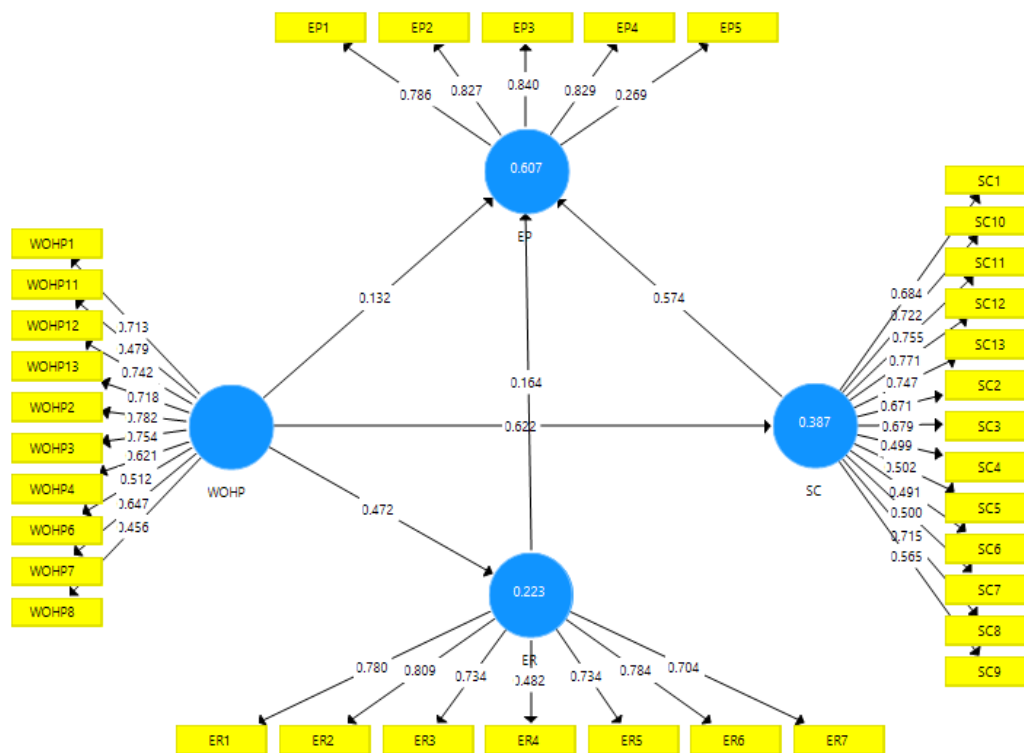 EP1 EP2 EP3 EP4 EP5
0.786 0.827 0.840 0.829 0.269
0.607
EP
WOHP1
WOHP11
WOHP12
WOHP13
WOHP2
WOHP3
WOHP4
WOHP6
WOHP7
WOHP8
0.713
0.479
0.742
0.718
0.782
0.754
0.621
0.512
0.647
0.456
WOHP
0.132
0.574
0.164
0.622
0.472
0.387
SC
0.684
0.722
0.755
0.771
0.747
0.671
0.679
0.499
0.502
0.491
0.500
0.715
0.565
SC1
SC10
SC11
SC12
SC13
SC2
SC3
SC4
SC5
SC6
SC7
SC8
SC9
0.223
ER
0.780 0.809 0.734 0.482 0.734 0.784 0.704
ER1 ER2 ER3 ER4 ER5 ER6 ER7